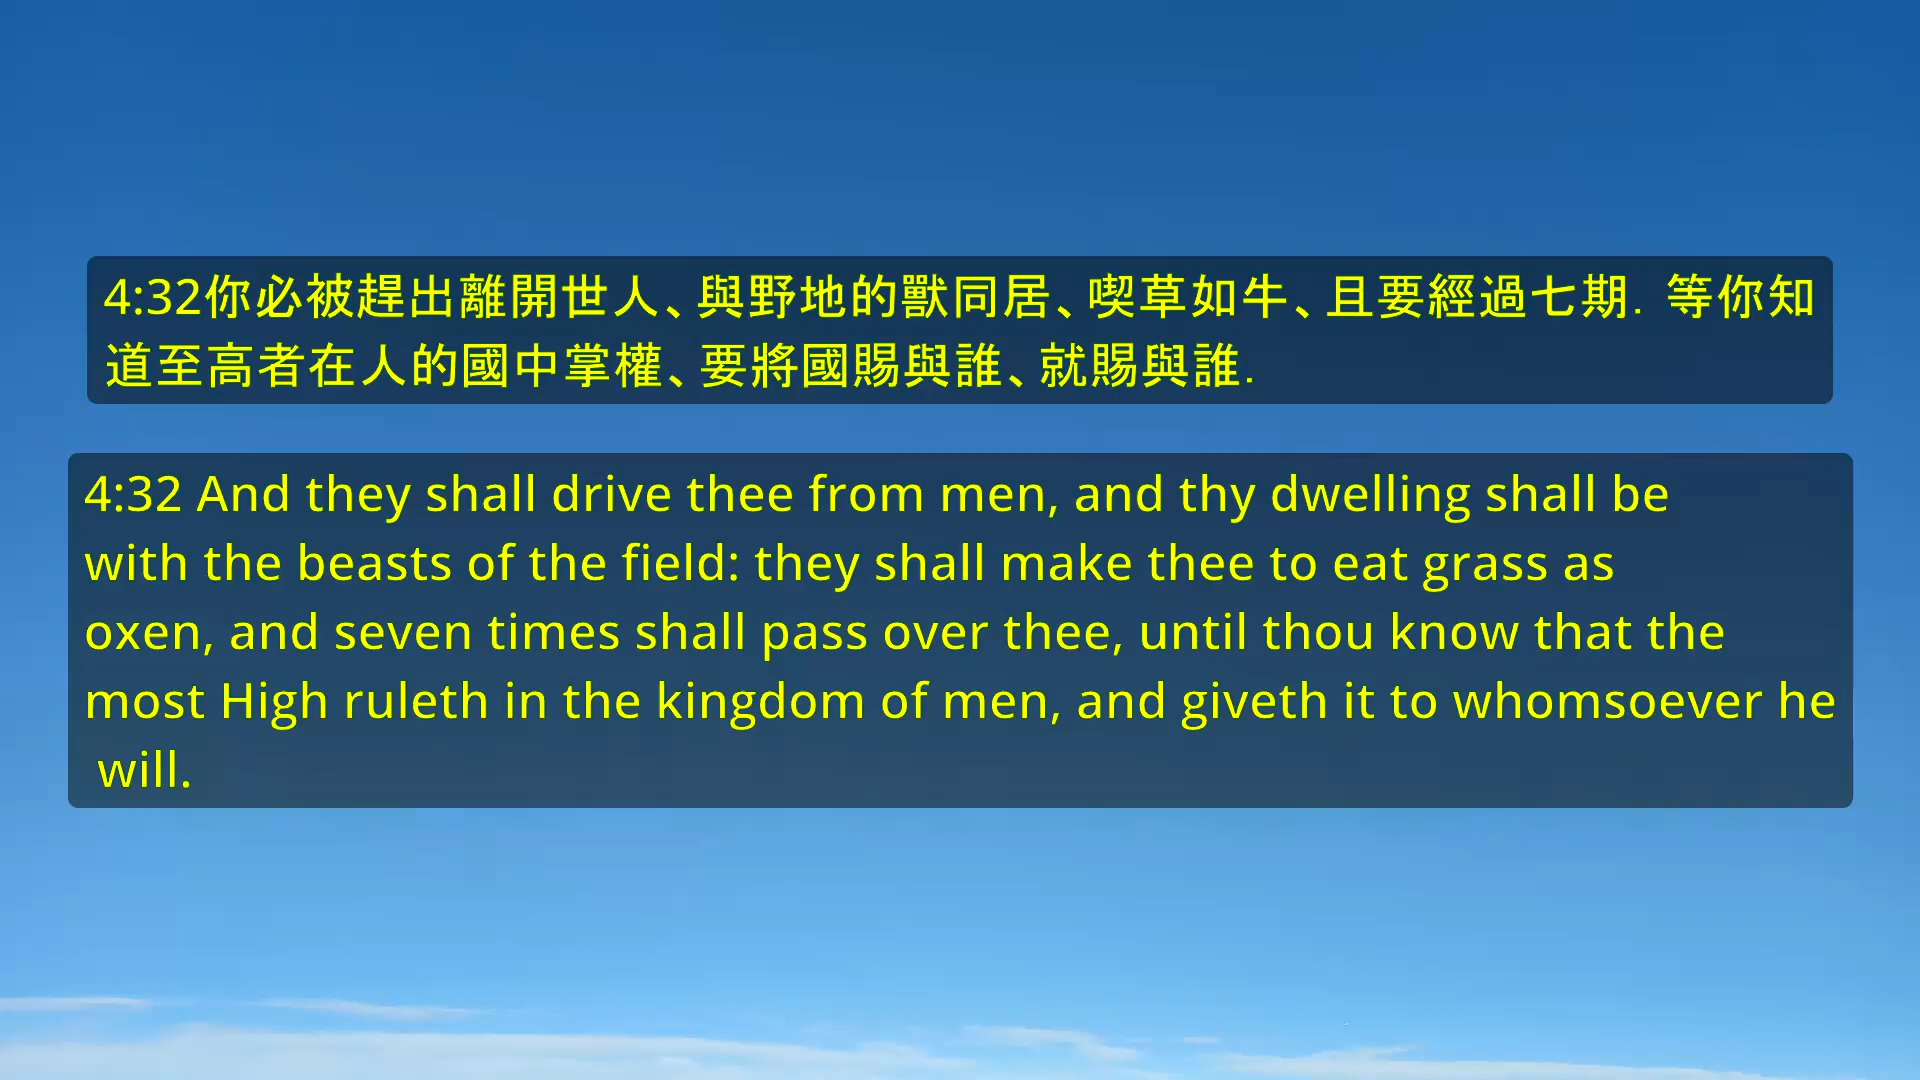 4:32你必被趕出離開世人、與野地的獸同居、喫草如牛、且要經過七期. 等你知
道至高者在人的國中掌權、要將國賜與誰、就賜與誰.
4:32 And they shall drive thee from men, and thy dwelling shall be
with the beasts of the field: they shall make thee to eat grass as
oxen, and seven times shall pass over thee, until thou know that the
most High ruleth in the kingdom of men, and giveth it to whomsoever he
will.